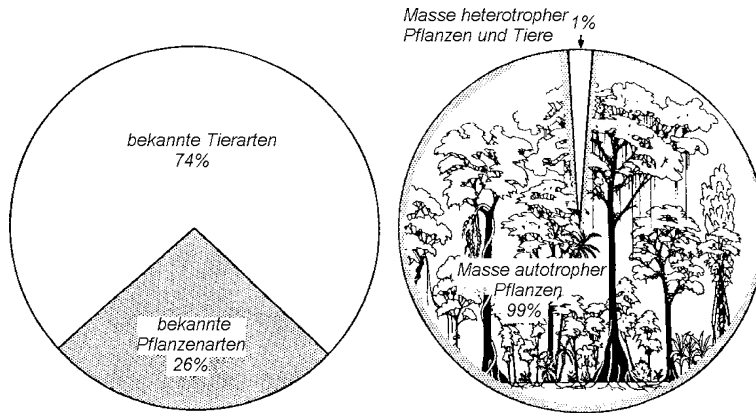 bekannte Tierarten
74%
bekannte
Pflanzenarten
26%
Masse heterotropher 1%
Pflanzen und Tiere
Masse autotropher
Pflanzen
99%